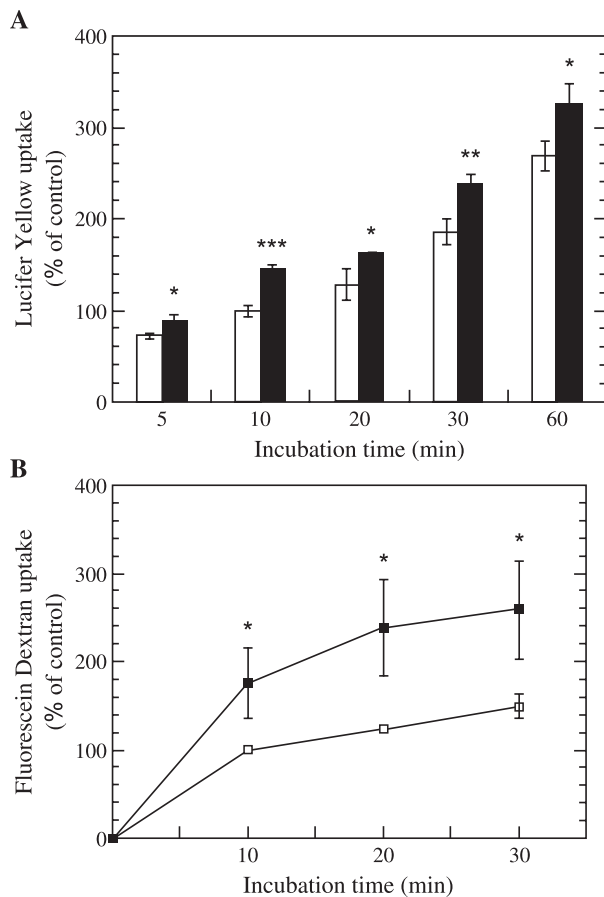 A
Lucifer Yellow uptake
(% of control)
400
300
200
100
0
*
***
*
**
*
5 10 20 30 60
Incubation time (min)
B
Fluorescein Dextran uptake
(% of control)
400
300
200
100
0
*
*
*
10 20 30
Incubation time (min)